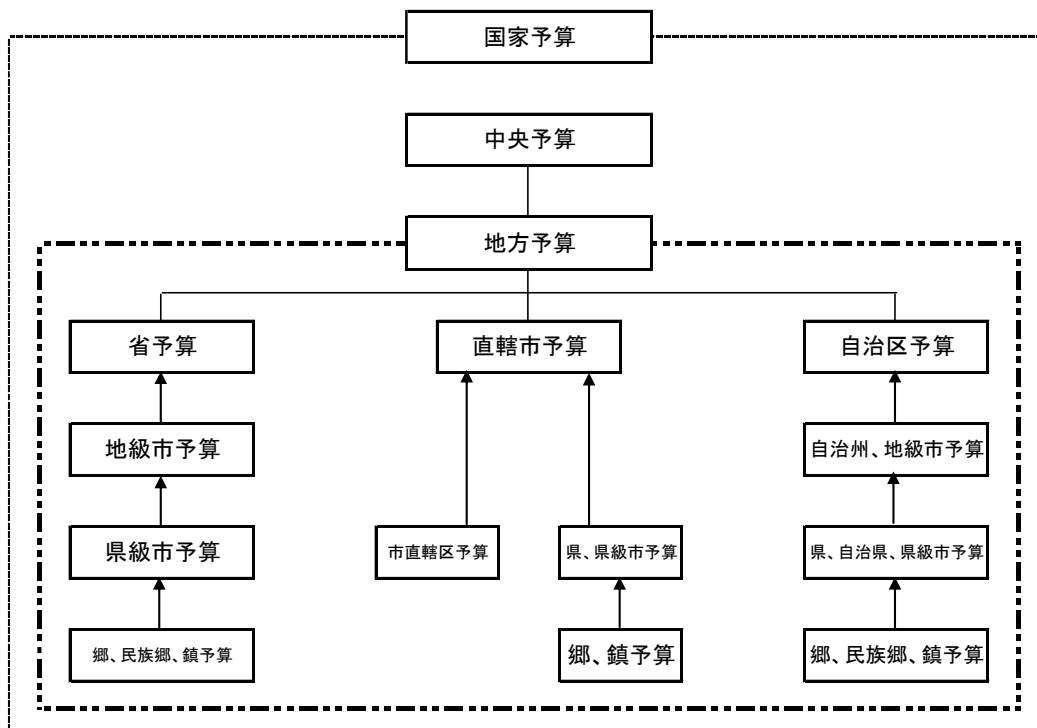 国家予算
中央予算
地方予算
省予算
直轄市予算
自治区予算
地級市予算
自治州、地級市予算
県級市予算
市直轄区予算
県、県級市予算
県、自治県、県級市予算
郷、民族郷、鎮予算
郷、鎮予算
郷、民族郷、鎮予算